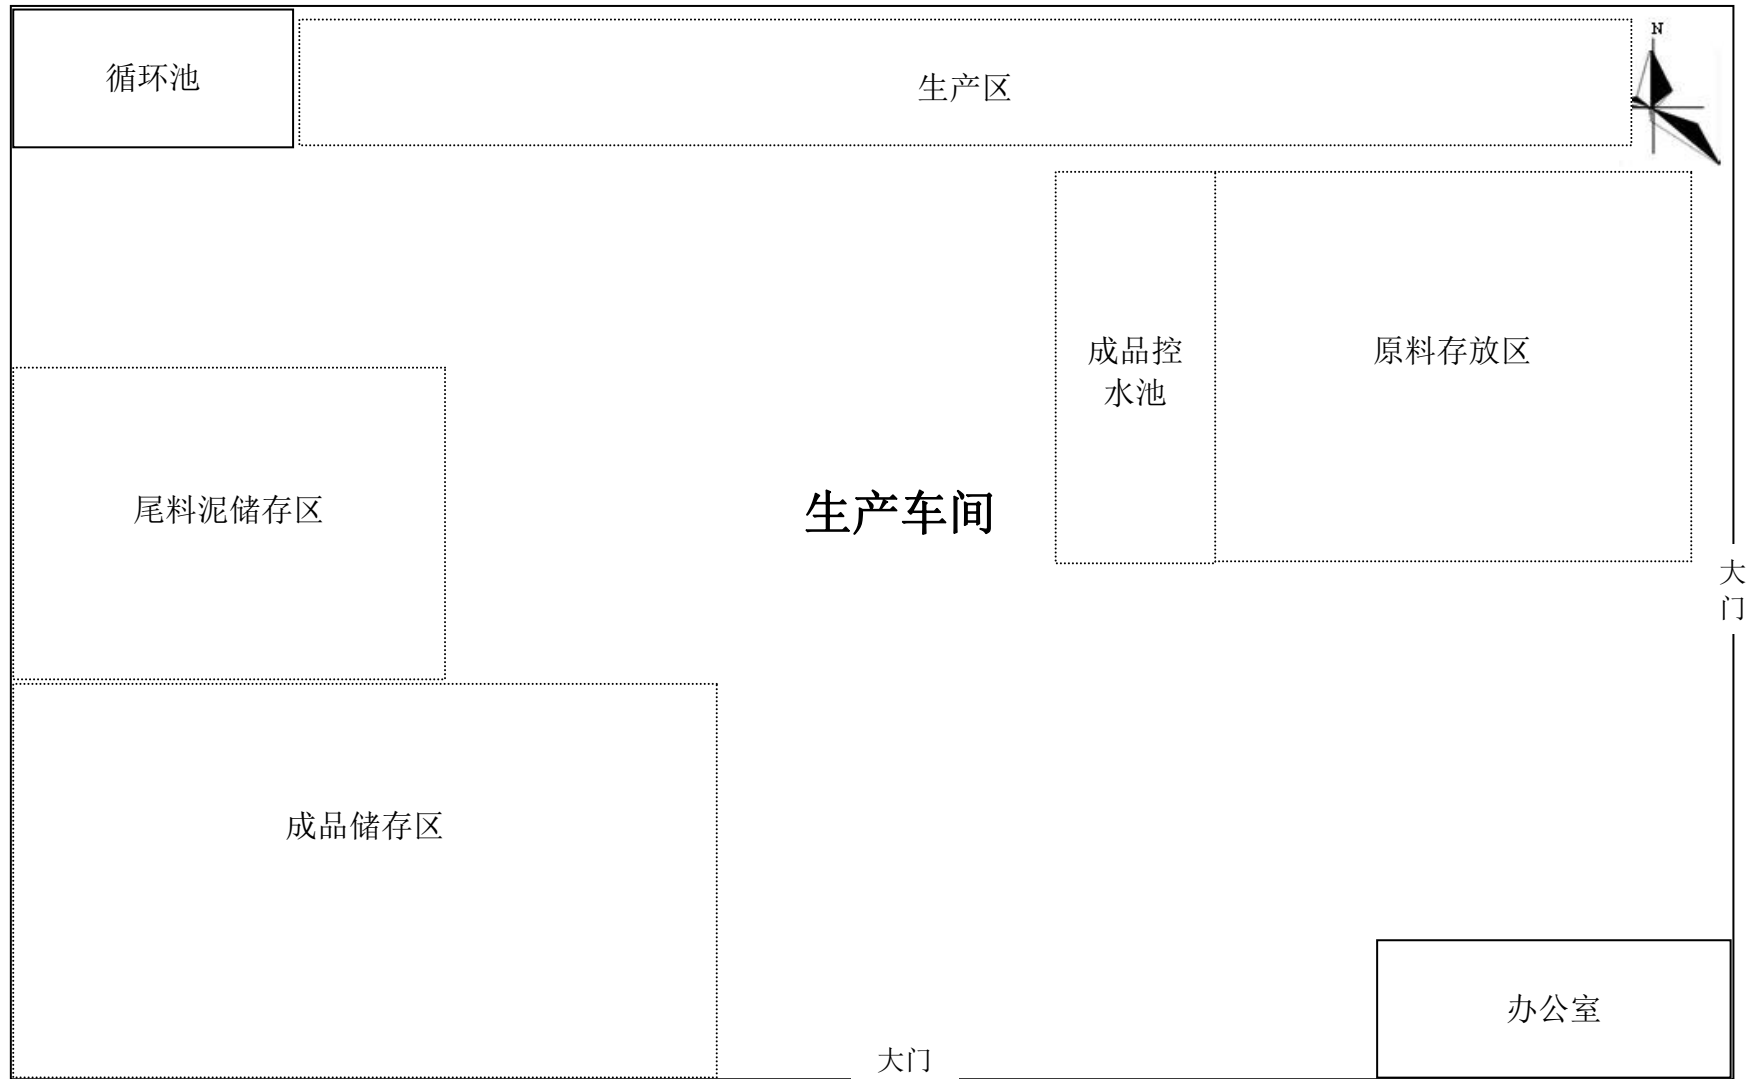 N
循环池
生产区
成品控
水池
原料存放区
尾料泥储存区
生产车间
大
门
成品储存区
办公室
大门